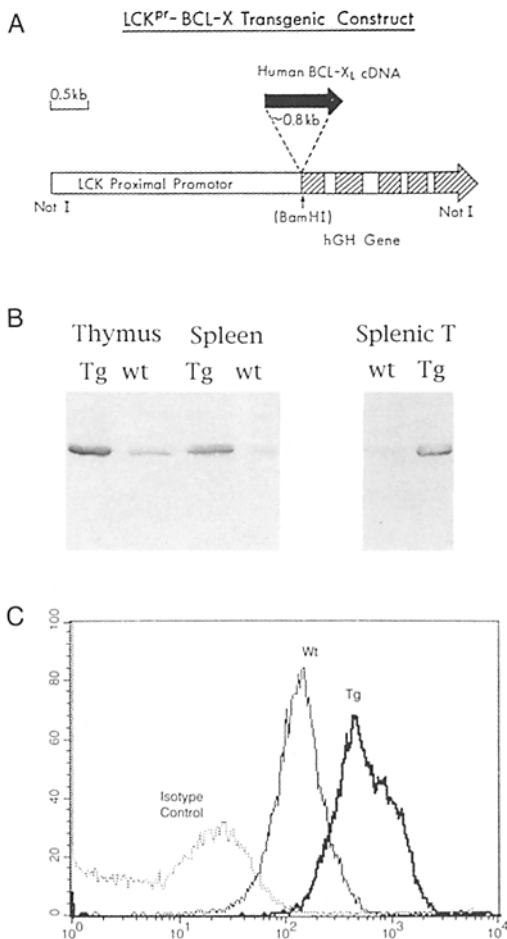 A
LCKpr-BCL-X Transgenic Construct
Human BCL-XL cDNA
0.5kb
~0.8kb
LCK Proximal Promotor
Not I
(BamHI)
Not I
hGH Gene
B
Thymus Spleen Splenic T
Tg wt Tg wt wt Tg
C
100
80
60
40
20
0
Wt
Tg
Isotype
Control
10^0 10^1 10^2 10^3 10^4